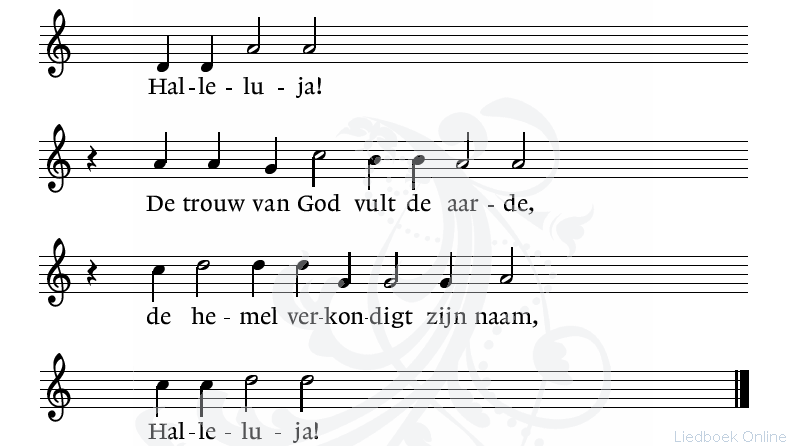 Hal-le - lu - ja!
De trouw van God vult de aar - de,
de he - mel ver-kon-digt zijn naam,
Hal-le - lu - ja!
Liedboek Online